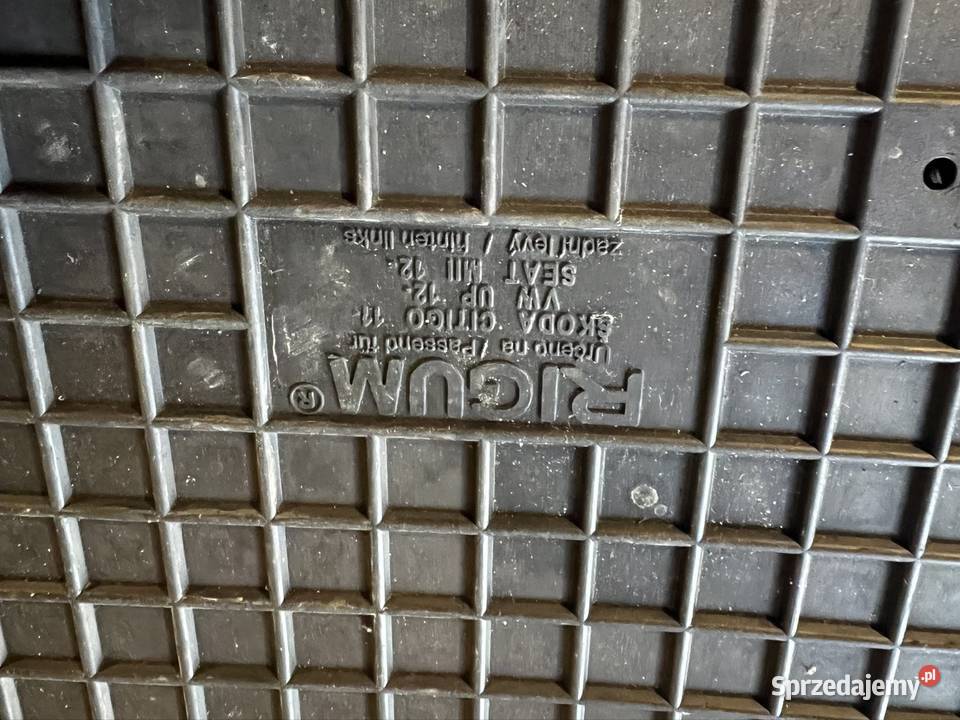 RIGUM®
Určeno na / Passend für
ŠKODA CITIGO 11-
VW UP 12-
SEAT MII 12-
zadní levý / hinten links
Sprzedajemy.pl